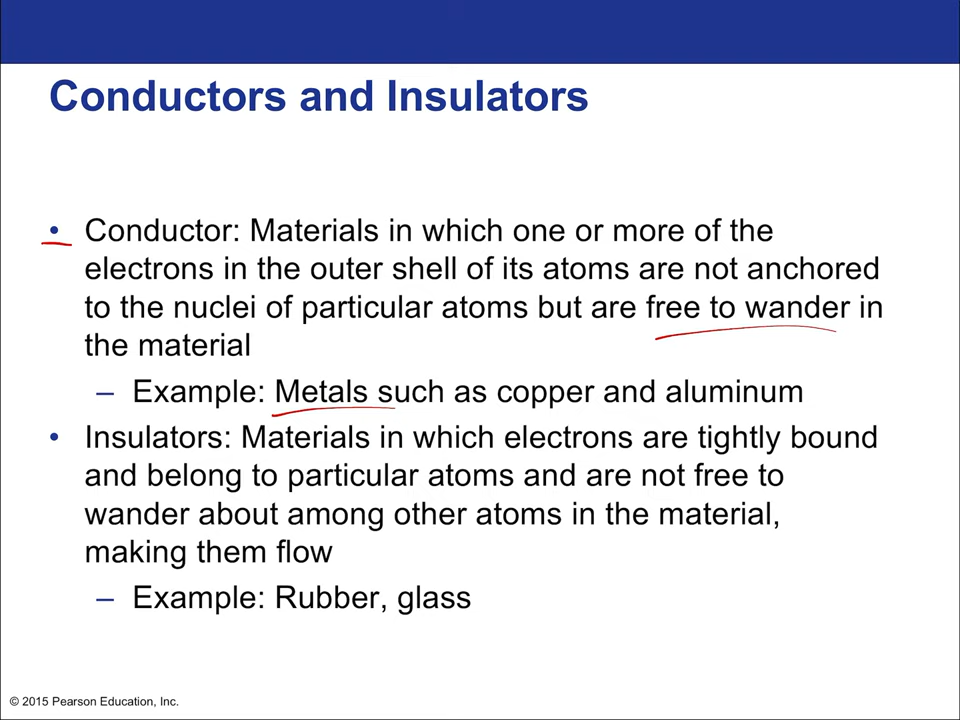 Conductors and Insulators
• Conductor: Materials in which one or more of the
electrons in the outer shell of its atoms are not anchored
to the nuclei of particular atoms but are free to wander in
the material
– Example: Metals such as copper and aluminum
• Insulators: Materials in which electrons are tightly bound
and belong to particular atoms and are not free to
wander about among other atoms in the material,
making them flow
– Example: Rubber, glass
© 2015 Pearson Education, Inc.